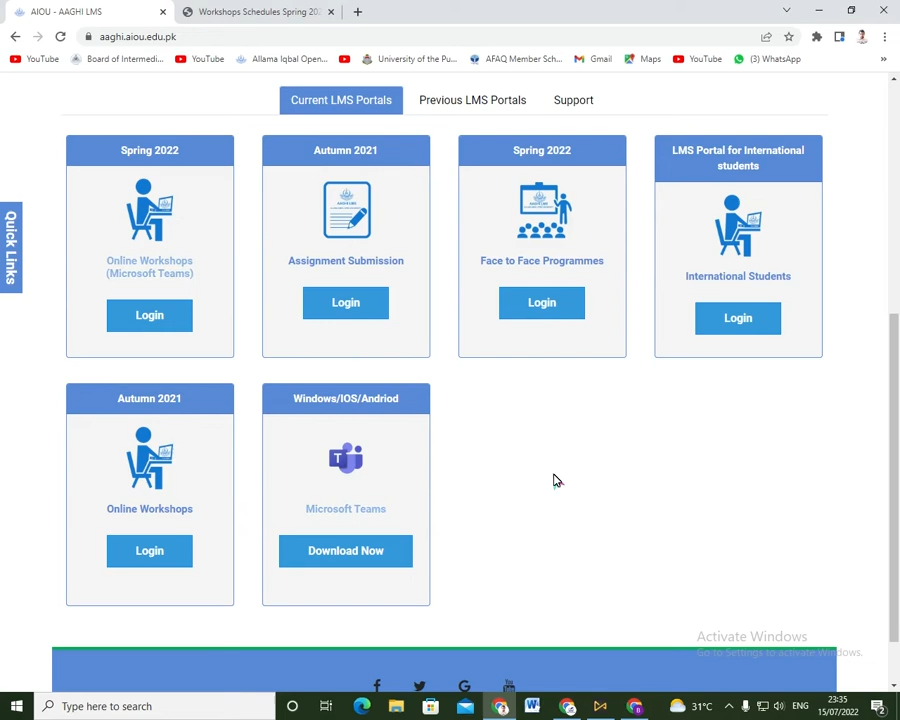 AIOU - AAGHI LMS
Workshops Schedules Spring 202
aaghi.aiou.edu.pk
YouTube
Board of Intermedi...
YouTube
Allama Iqbal Open...
University of the Pu...
AFAQ Member Sch...
Gmail
Maps
YouTube
(3) WhatsApp
»
Current LMS Portals
Previous LMS Portals
Support
Quick Links
Spring 2022
Online Workshops
(Microsoft Teams)
Login
Autumn 2021
Assignment Submission
Login
Spring 2022
Face to Face Programmes
Login
LMS Portal for International
students
International Students
Login
Autumn 2021
Online Workshops
Login
Windows/IOS/Andriod
Microsoft Teams
Download Now
Activate Windows
Go to Settings to activate Windows.
Type here to search
31°C
ENG
23:35
15/07/2022
2